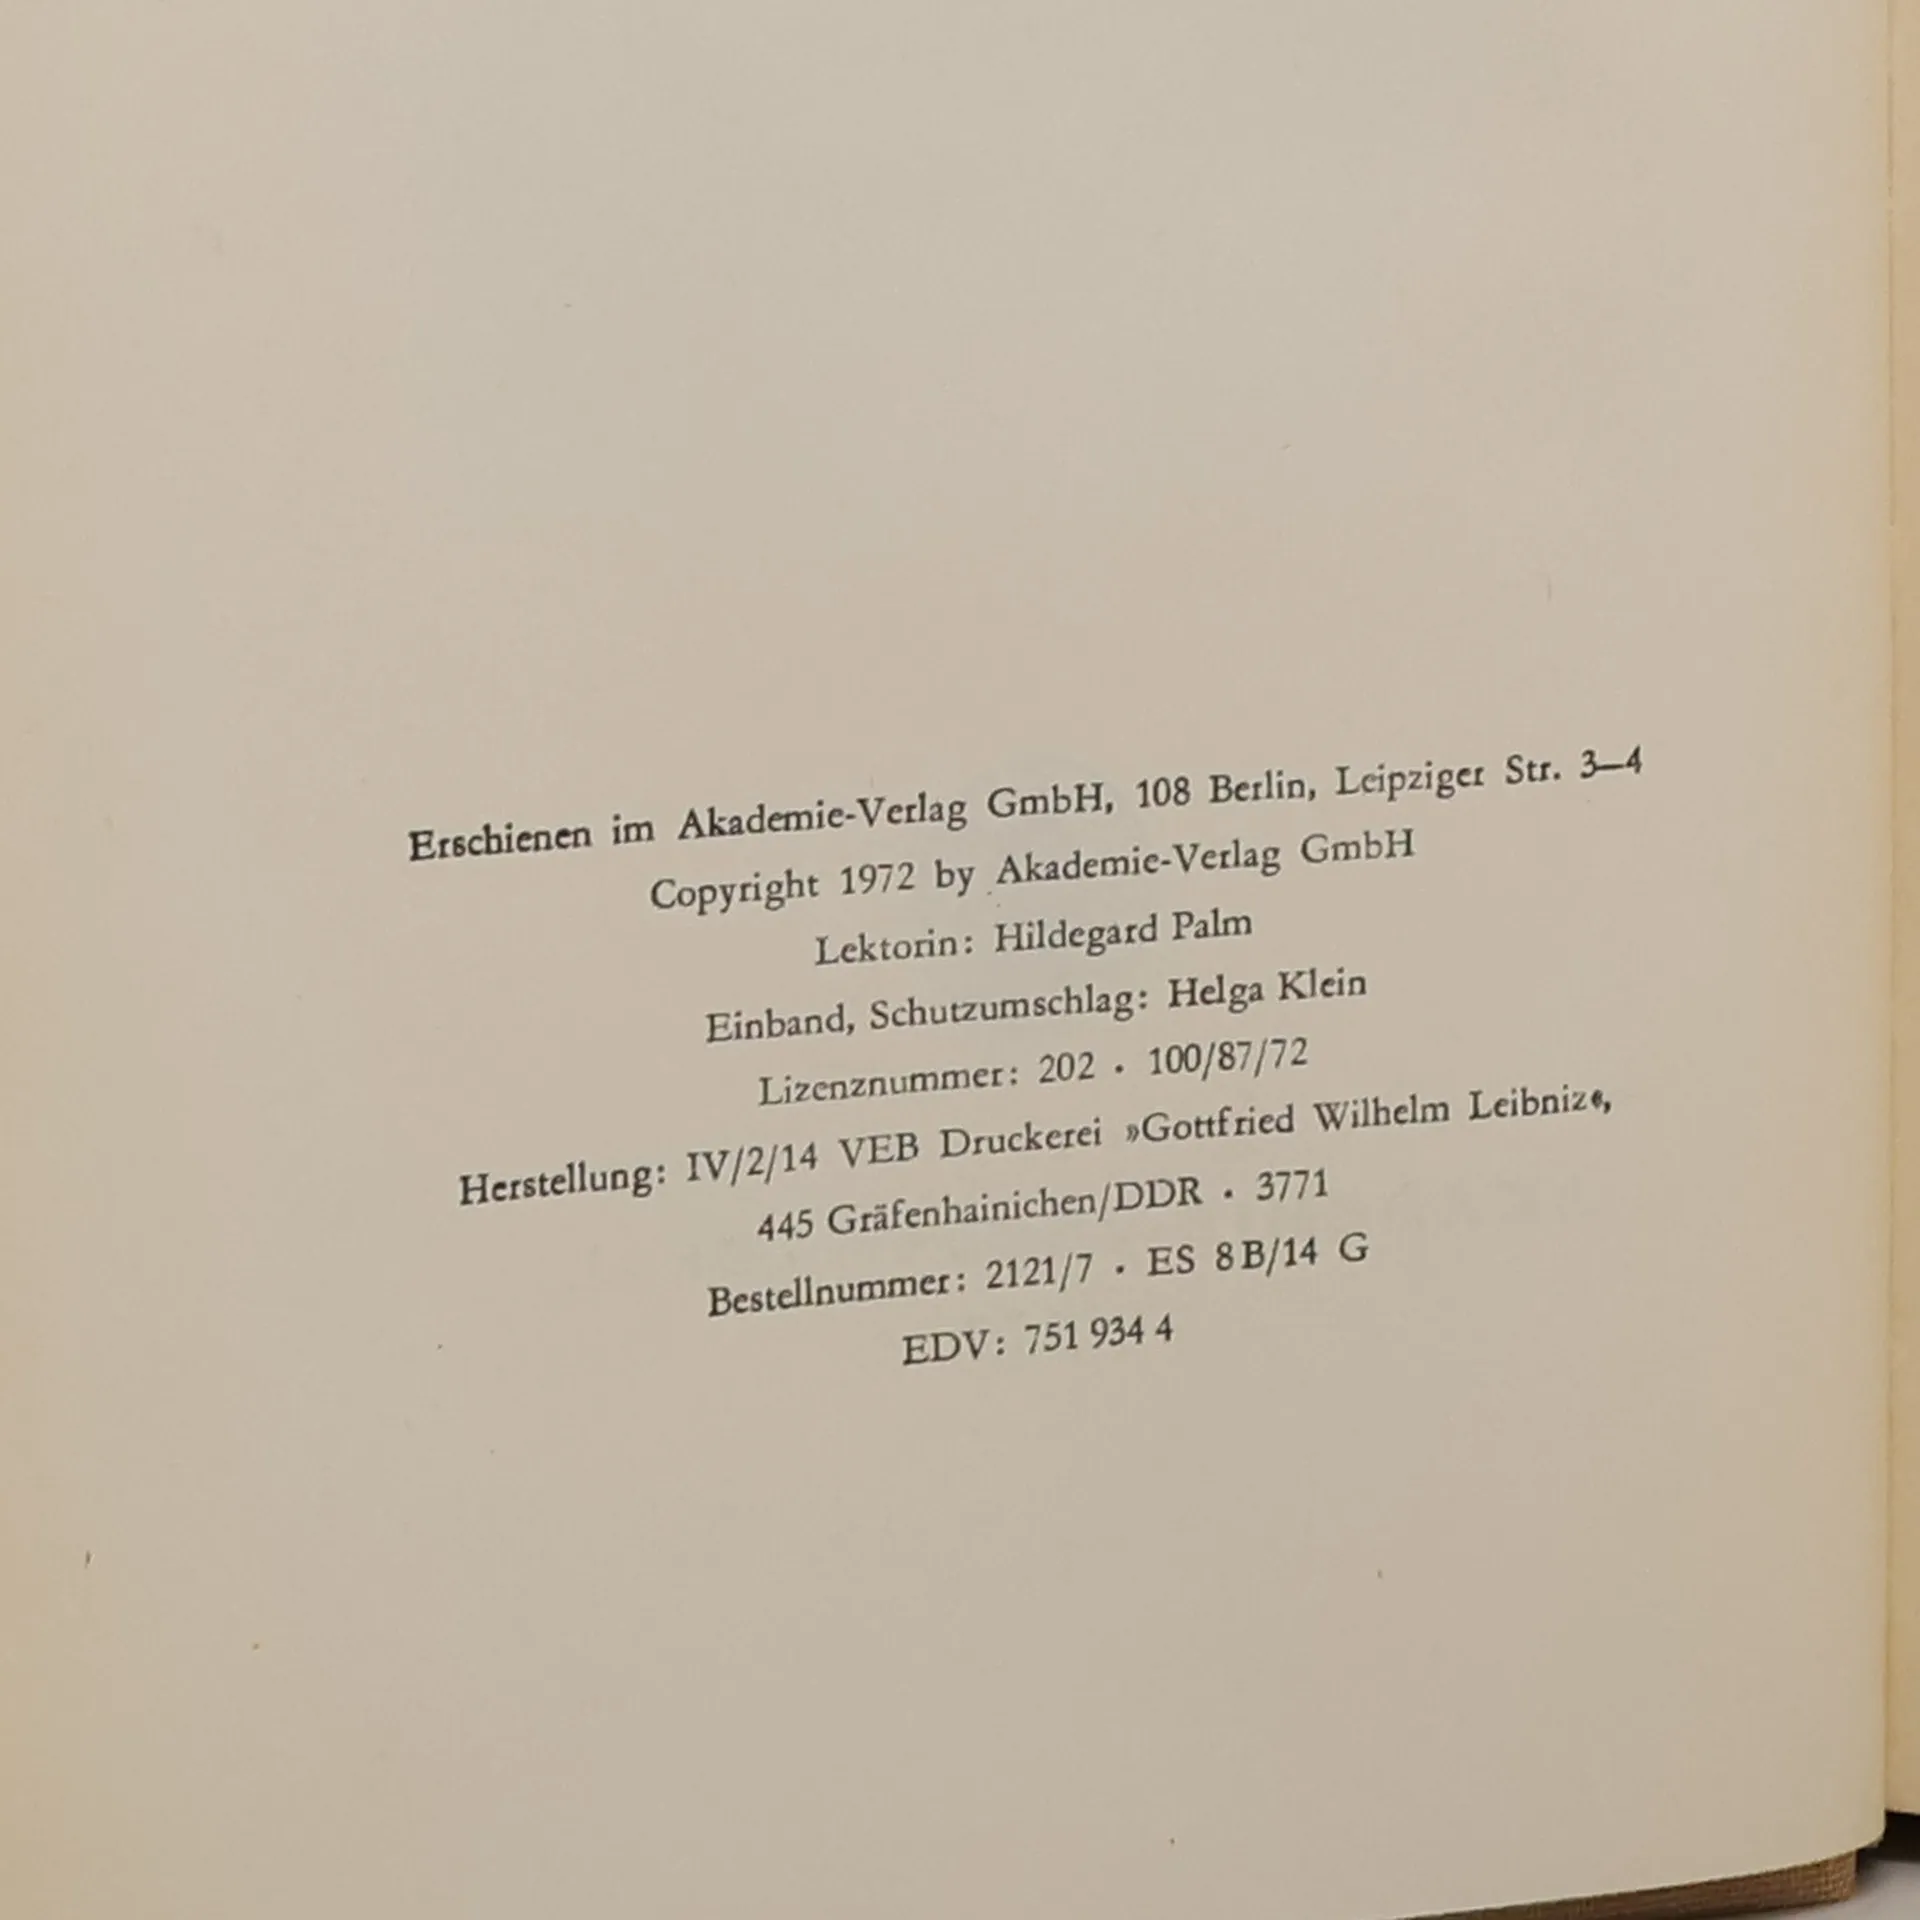 Erschienen im Akademie-Verlag GmbH, 108 Berlin, Leipziger Str. 3—4
Copyright 1972 by Akademie-Verlag GmbH
Lektorin: Hildegard Palm
Einband, Schutzumschlag: Helga Klein
Lizenznummer: 202 · 100/87/72
Herstellung: IV/2/14 VEB Druckerei »Gottfried Wilhelm Leibniz«,
445 Gräfenhainichen/DDR · 3771
Bestellnummer: 2121/7 · ES 8 B/14 G
EDV: 751 934 4